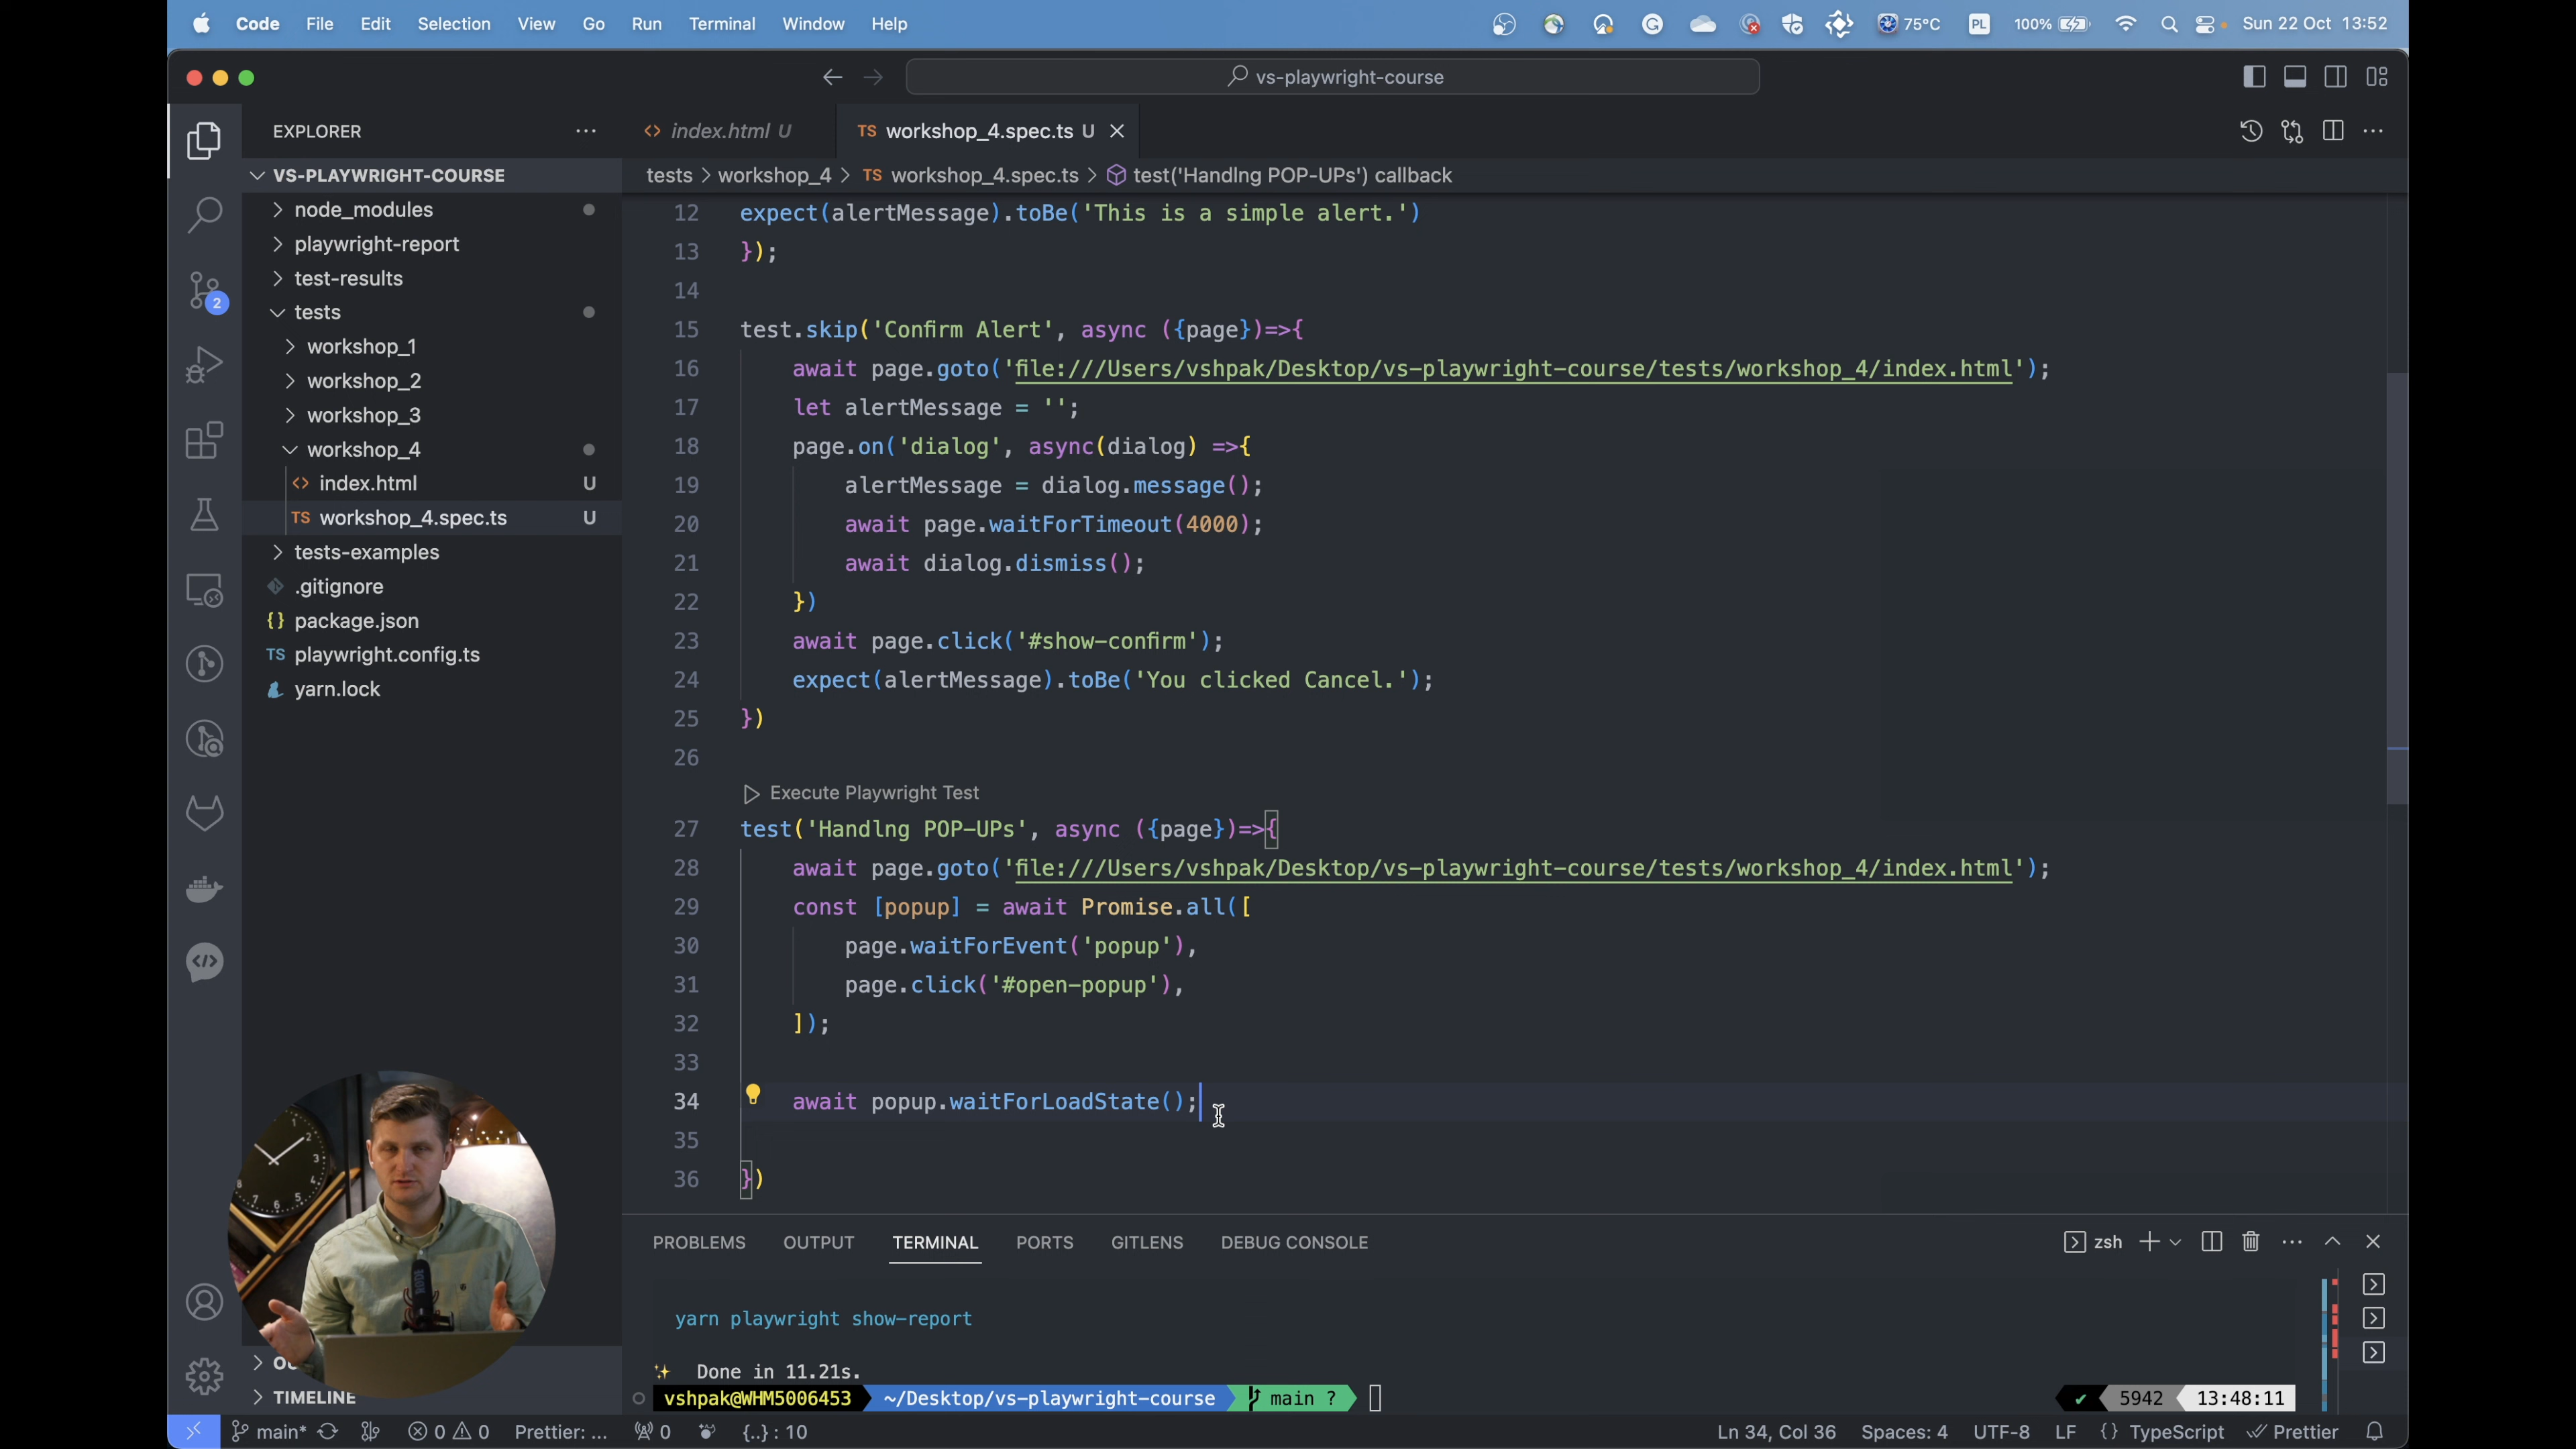 Code File Edit Selection View Go Run Terminal Window Help 75°C PL 100% Sun 22 Oct 13:52
vs-playwright-course
EXPLORER
index.html U
TS workshop_4.spec.ts U
VS-PLAYWRIGHT-COURSE
tests > workshop_4 > TS workshop_4.spec.ts > test('Handlng POP-UPs') callback
node_modules
playwright-report
test-results
tests
workshop_1
workshop_2
workshop_3
workshop_4
index.html U
TS workshop_4.spec.ts U
tests-examples
.gitignore
{} package.json
TS playwright.config.ts
yarn.lock
2
12 expect(alertMessage).toBe('This is a simple alert.')
13 });
14
15 test.skip('Confirm Alert', async ({page})=>{
16 await page.goto('file:///Users/vshpak/Desktop/vs-playwright-course/tests/workshop_4/index.html');
17 let alertMessage = '';
18 page.on('dialog', async(dialog) =>{
19 alertMessage = dialog.message();
20 await page.waitForTimeout(4000);
21 await dialog.dismiss();
22 })
23 await page.click('#show-confirm');
24 expect(alertMessage).toBe('You clicked Cancel.');
25 })
26
Execute Playwright Test
27 test('Handlng POP-UPs', async ({page})=>{
28 await page.goto('file:///Users/vshpak/Desktop/vs-playwright-course/tests/workshop_4/index.html');
29 const [popup] = await Promise.all([
30 page.waitForEvent('popup'),
31 page.click('#open-popup'),
32 ]);
33
34 await popup.waitForLoadState();
35
36 })
PROBLEMS OUTPUT TERMINAL PORTS GITLENS DEBUG CONSOLE zsh
yarn playwright show-report
Done in 11.21s.
vshpak@WHM5006453 ~/Desktop/vs-playwright-course main ? 5942 13:48:11
TIMELINE
main* 0 0 Prettier: ... 0 {..} : 10 Ln 34, Col 36 Spaces: 4 UTF-8 LF {} TypeScript Prettier